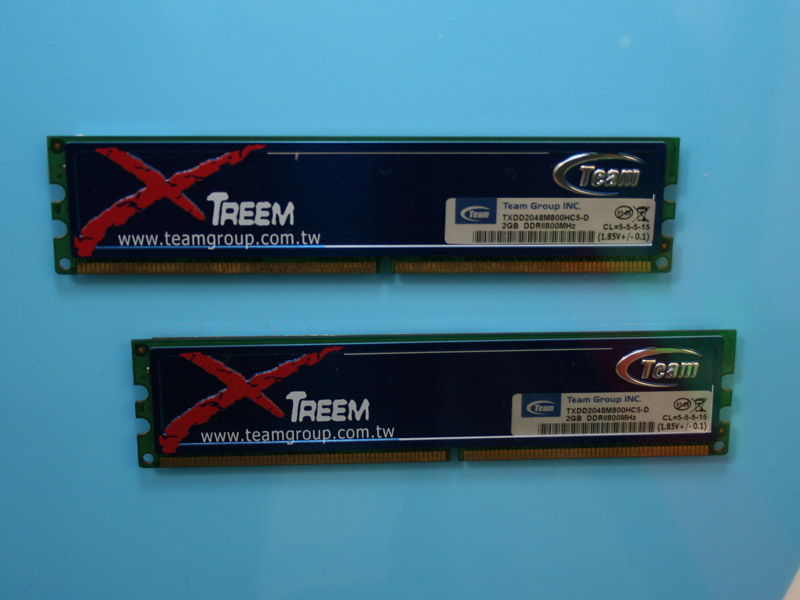 XTREEM
www.teamgroup.com.tw
Team
Team
Team Group INC.
TXDD2048M800HC5-D
2GB DDRII800MHz
CL=5-5-5-15
(1.85V+/-0.1)
XTREEM
www.teamgroup.com.tw
Team
Team
Team Group INC.
TXDD2048M800HC5-D
2GB DDRII800MHz
CL=5-5-5-15
(1.85V+/-0.1)